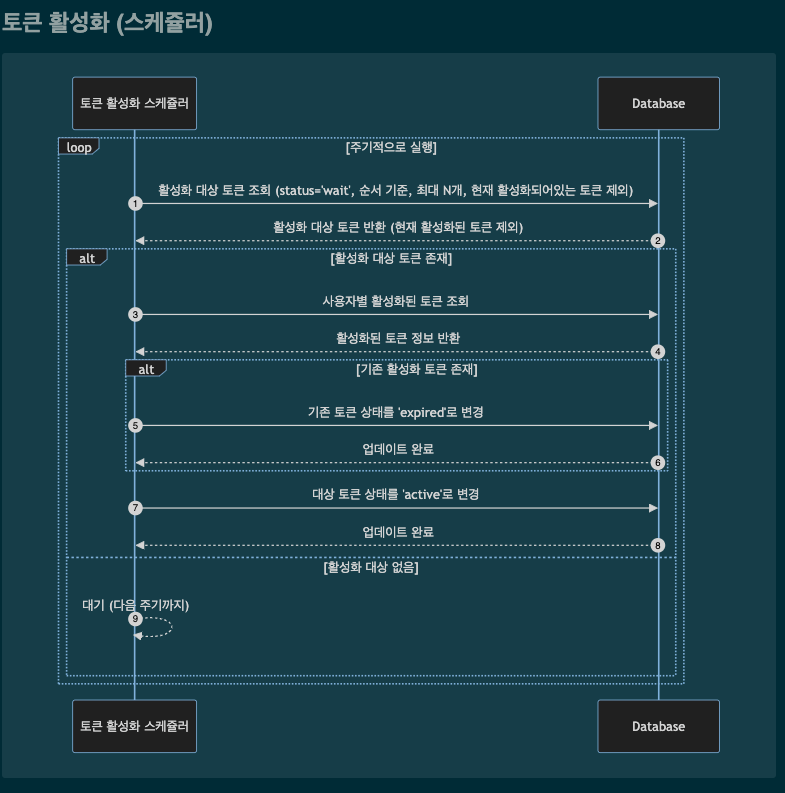 토큰 활성화 (스케쥴러)
토큰 활성화 스케쥴러
Database
loop
[주기적으로 실행]
활성화 대상 토큰 조회 (status='wait', 순서 기준, 최대 N개, 현재 활성화되어있는 토큰 제외)
1
활성화 대상 토큰 반환 (현재 활성화된 토큰 제외)
2
alt
[활성화 대상 토큰 존재]
사용자별 활성화된 토큰 조회
3
활성화된 토큰 정보 반환
4
alt
[기존 활성화 토큰 존재]
기존 토큰 상태를 'expired'로 변경
5
업데이트 완료
6
대상 토큰 상태를 'active'로 변경
7
업데이트 완료
8
[활성화 대상 없음]
대기 (다음 주기까지)
9
토큰 활성화 스케쥴러
Database